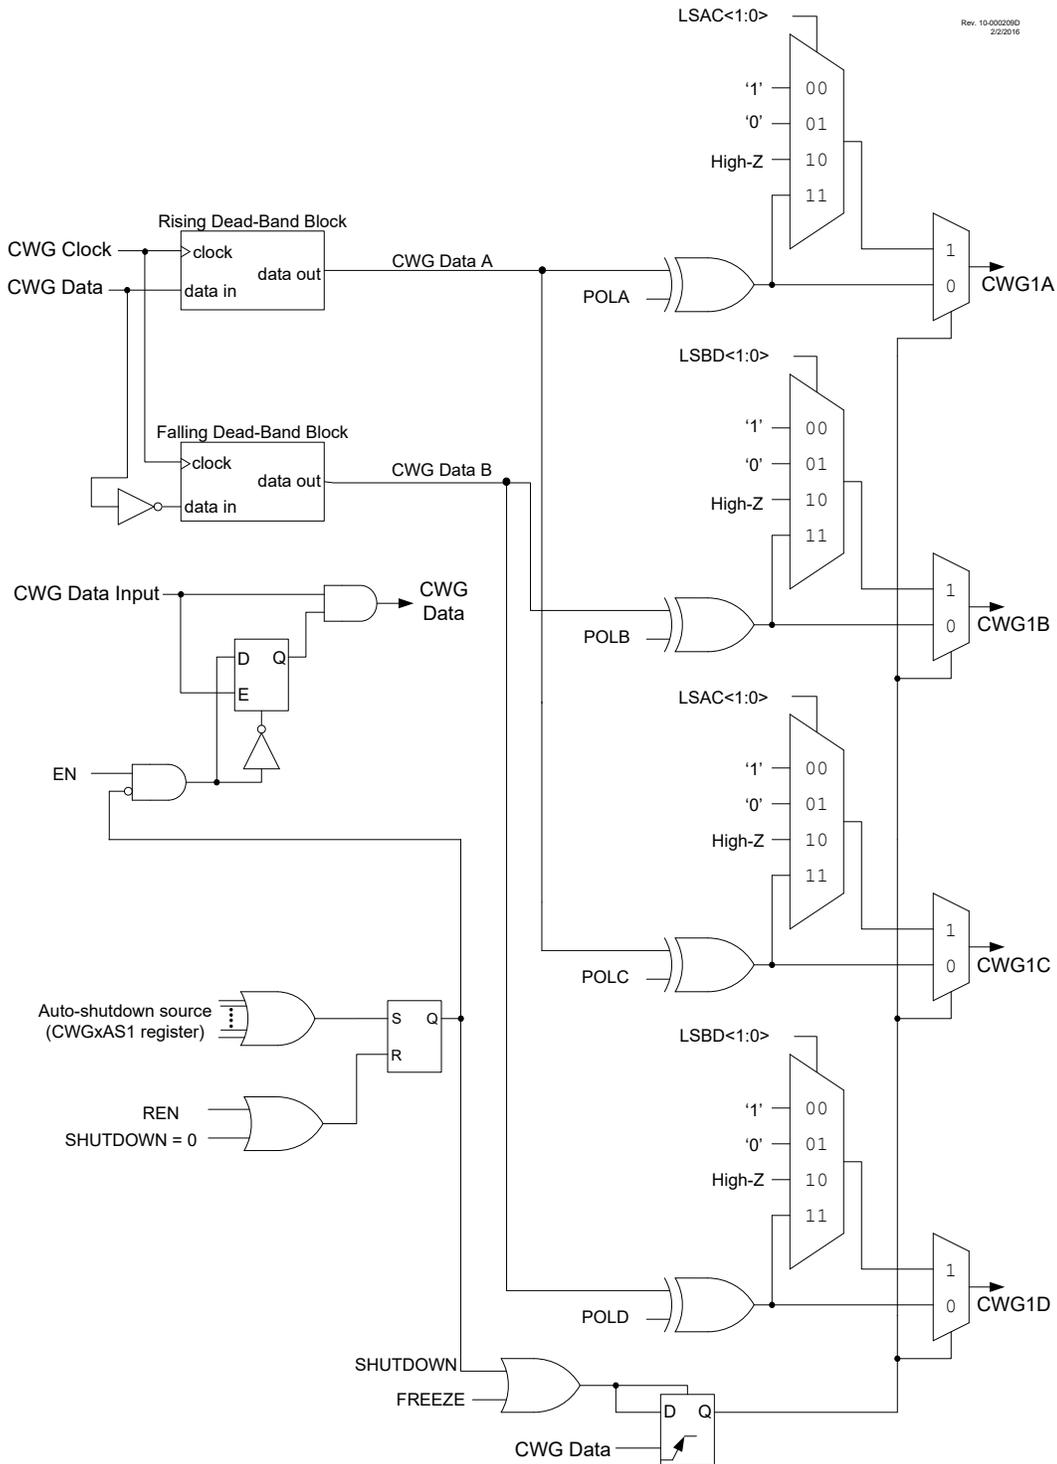 LSAC<1:0>
Rev. 10-000209D
2/2/2016
'1' 00
'0' 01
High-Z 10
11
Rising Dead-Band Block
CWG Clock
clock
CWG Data A
data out
CWG Data
data in
POLA
1
0
CWG1A
LSBD<1:0>
'1' 00
'0' 01
High-Z 10
11
Falling Dead-Band Block
clock
CWG Data B
data out
data in
CWG Data Input
CWG
Data
D Q
E
POLB
1
0
CWG1B
LSAC<1:0>
EN
'1' 00
'0' 01
High-Z 10
11
POLC
1
0
CWG1C
Auto-shutdown source
(CWGxAS1 register)
S Q
R
REN
SHUTDOWN = 0
LSBD<1:0>
'1' 00
'0' 01
High-Z 10
11
POLD
1
0
CWG1D
SHUTDOWN
FREEZE
D Q
CWG Data